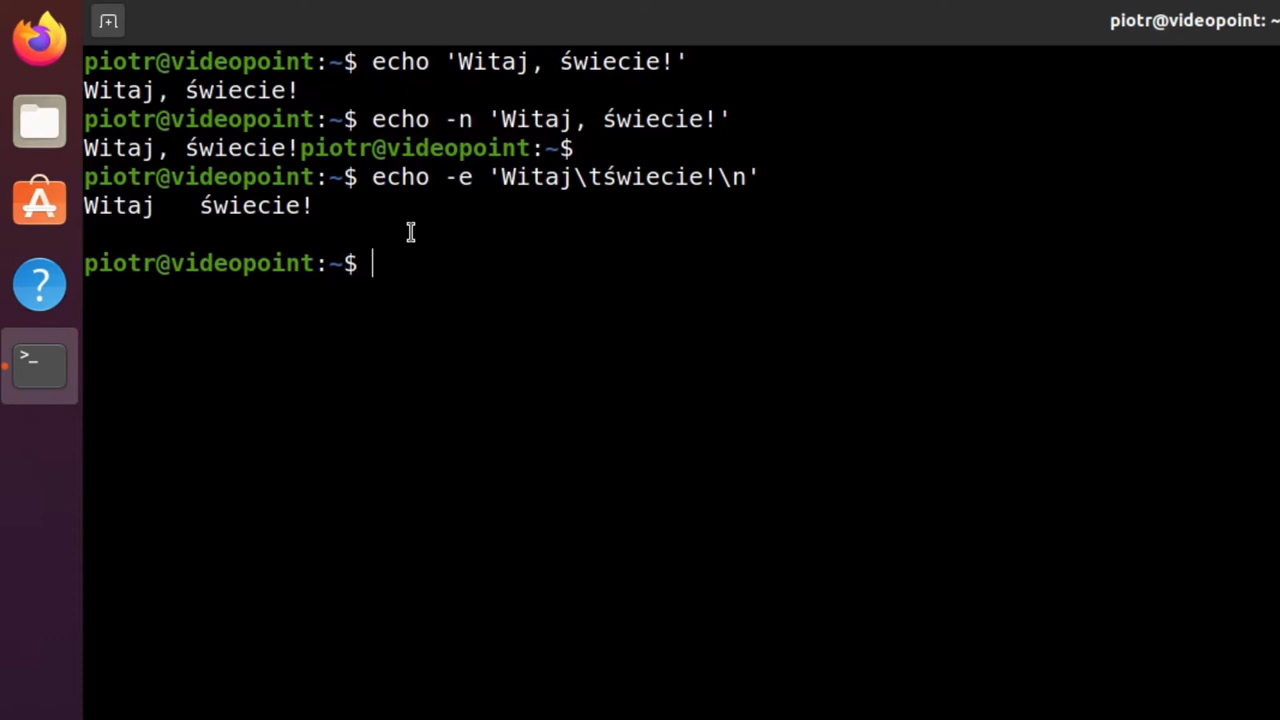 piotr@videopoint: ~
piotr@videopoint:~$ echo 'Witaj, świecie!'
Witaj, świecie!
piotr@videopoint:~$ echo -n 'Witaj, świecie!'
Witaj, świecie!piotr@videopoint:~$
piotr@videopoint:~$ echo -e 'Witaj\tświecie!\n'
Witaj   świecie!
piotr@videopoint:~$